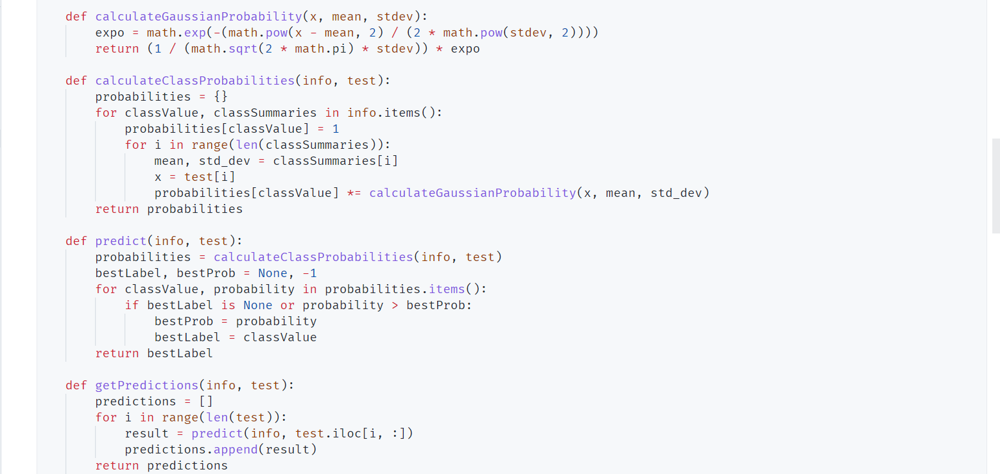 def calculateGaussianProbability(x, mean, stdev):
    expo = math.exp(-(math.pow(x - mean, 2) / (2 * math.pow(stdev, 2))))
    return (1 / (math.sqrt(2 * math.pi) * stdev)) * expo

def calculateClassProbabilities(info, test):
    probabilities = {}
    for classValue, classSummaries in info.items():
        probabilities[classValue] = 1
        for i in range(len(classSummaries)):
            mean, std_dev = classSummaries[i]
            x = test[i]
            probabilities[classValue] *= calculateGaussianProbability(x, mean, std_dev)
    return probabilities

def predict(info, test):
    probabilities = calculateClassProbabilities(info, test)
    bestLabel, bestProb = None, -1
    for classValue, probability in probabilities.items():
        if bestLabel is None or probability > bestProb:
            bestProb = probability
            bestLabel = classValue
    return bestLabel

def getPredictions(info, test):
    predictions = []
    for i in range(len(test)):
        result = predict(info, test.iloc[i, :])
        predictions.append(result)
    return predictions